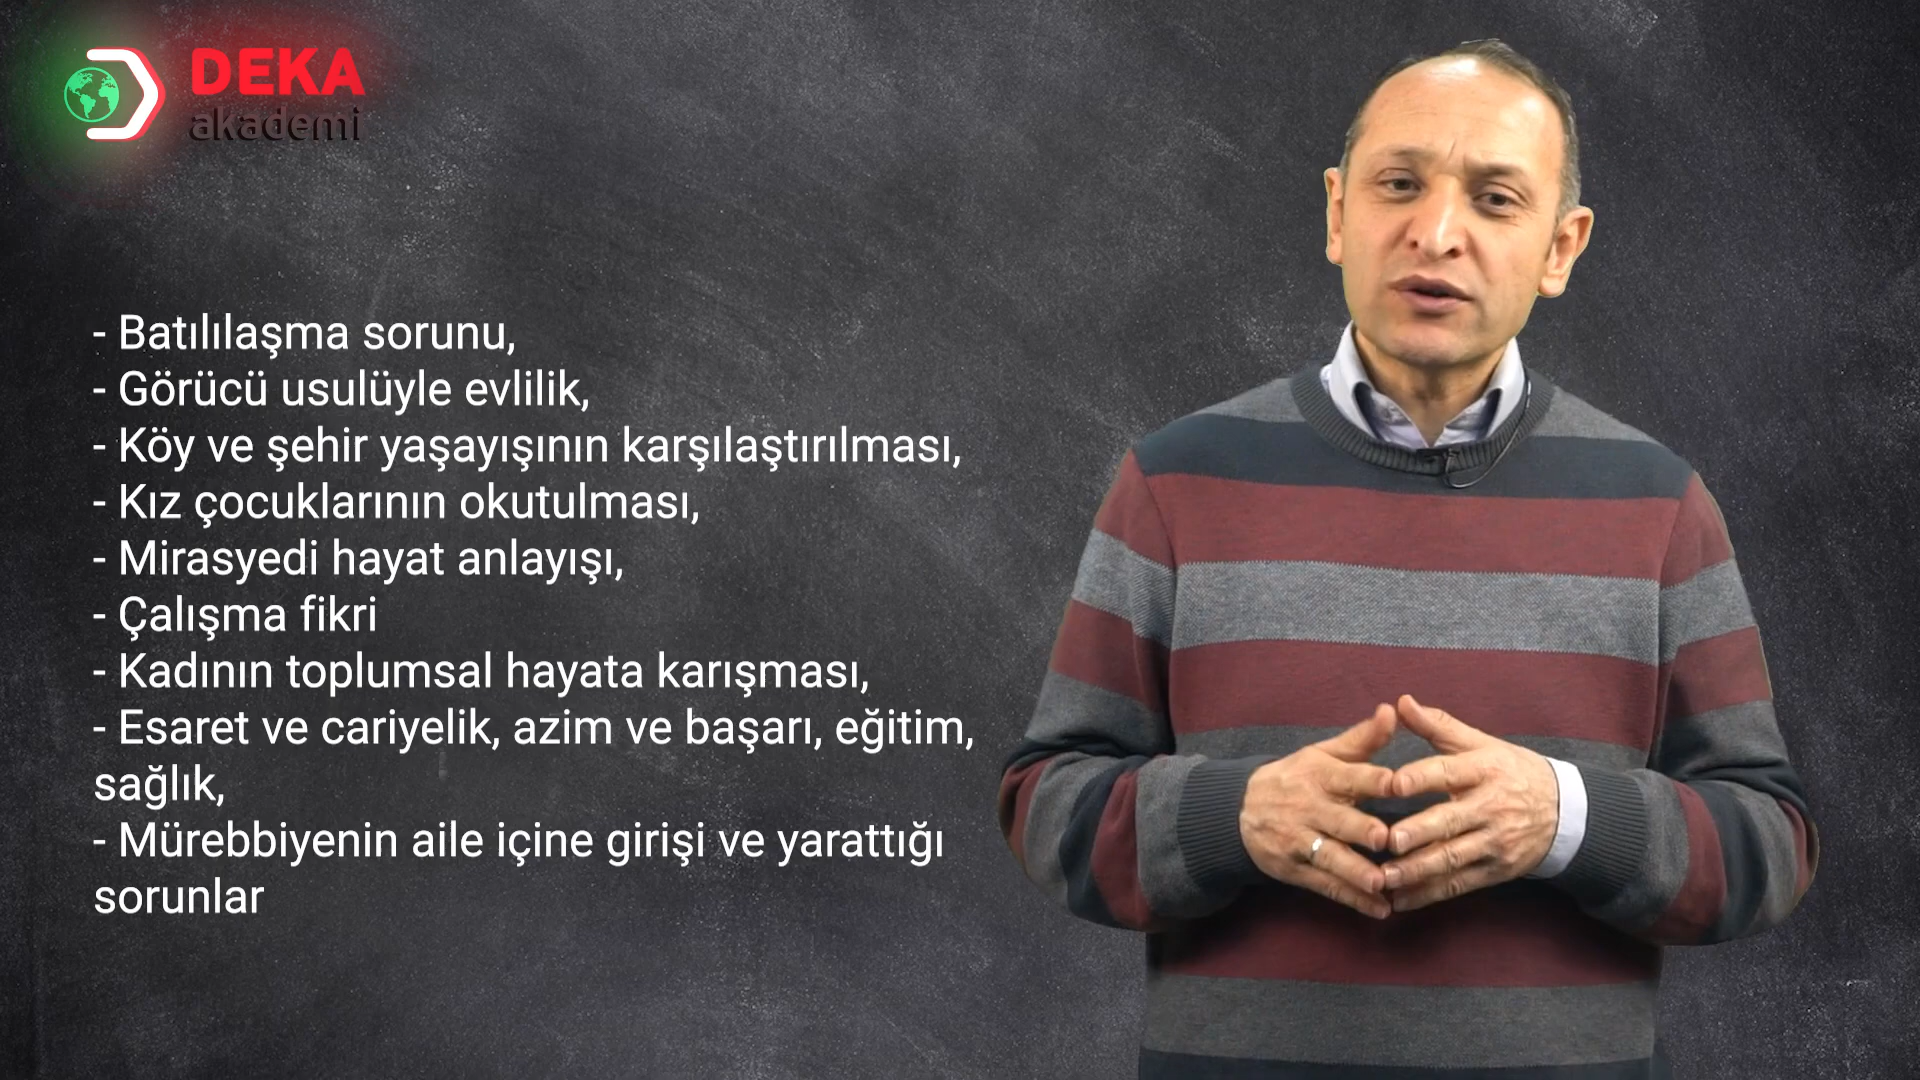 DEKA
akademi
- Batılılaşma sorunu,
- Görücü usulüyle evlilik,
- Köy ve şehir yaşayışının karşılaştırılması,
- Kız çocuklarının okutulması,
- Mirasyedi hayat anlayışı,
- Çalışma fikri
- Kadının toplumsal hayata karışması,
- Esaret ve cariyelik, azim ve başarı, eğitim,
sağlık,
- Mürebbiyenin aile içine girişi ve yarattığı
sorunlar